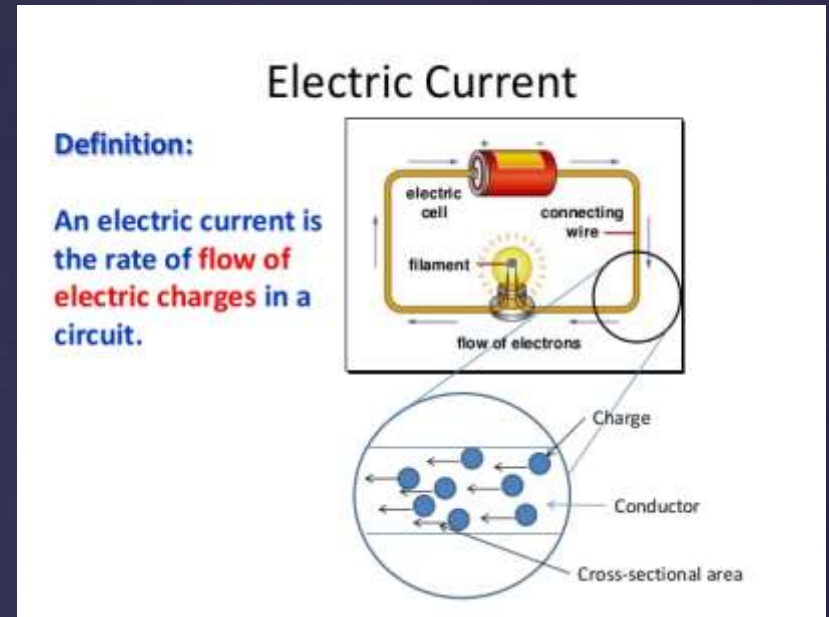 Electric Current
Definition:
An electric current is
the rate of flow of
electric charges in a
circuit.
+ -
electric
cell
connecting
wire
filament
flow of electrons
Charge
Conductor
Cross-sectional area